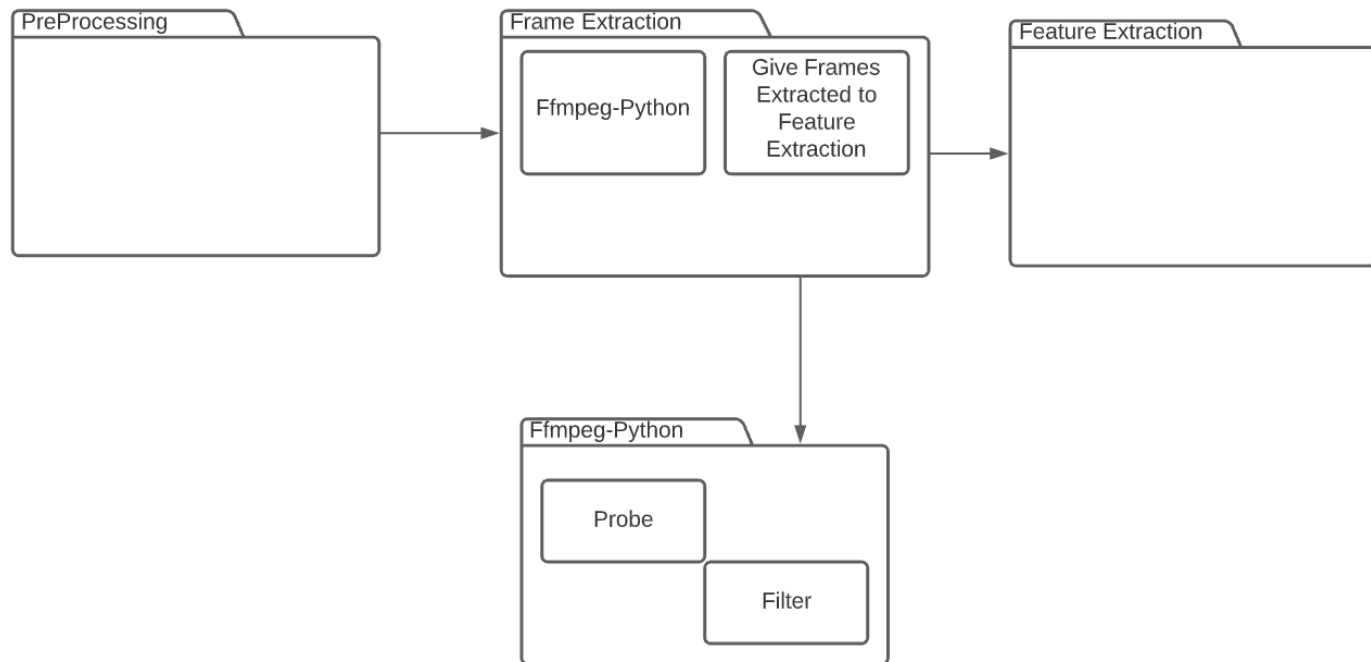 PreProcessing
Frame Extraction
Feature Extraction
Ffmpeg-Python
Give Frames
Extracted to
Feature
Extraction
Ffmpeg-Python
Probe
Filter